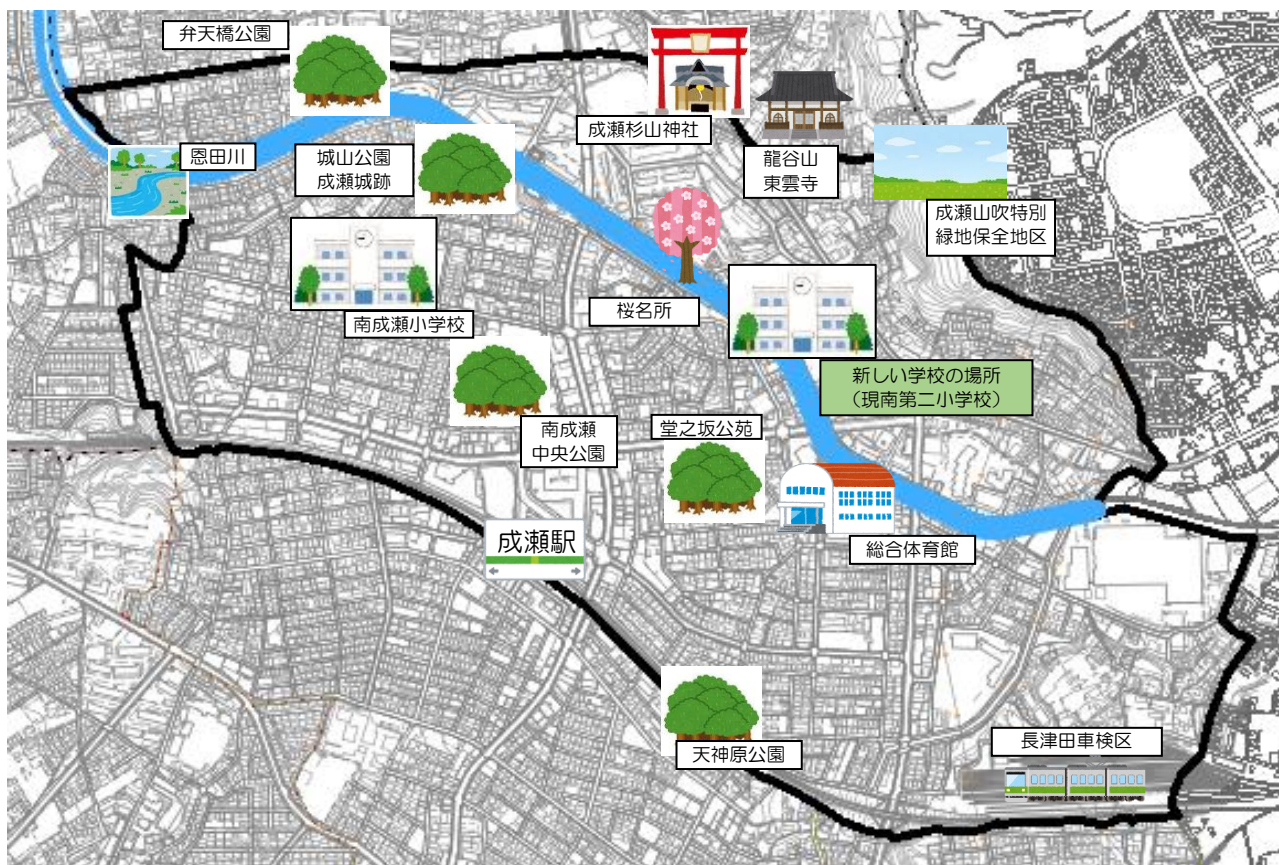 弁天橋公園
恩田川
城山公園
成瀬城跡
成瀬杉山神社
龍谷山
東雲寺
成瀬山吹特別
緑地保全地区
南成瀬小学校
桜名所
新しい学校の場所
（現南第二小学校）
南成瀬
中央公園
堂之坂公苑
成瀬駅
総合体育館
天神原公園
長津田車検区